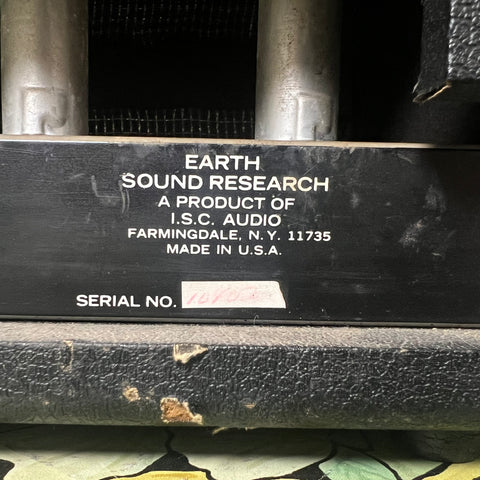 EARTH
SOUND RESEARCH
A PRODUCT OF
I.S.C. AUDIO
FARMINGDALE, N.Y. 11735
MADE IN U.S.A.
SERIAL NO.